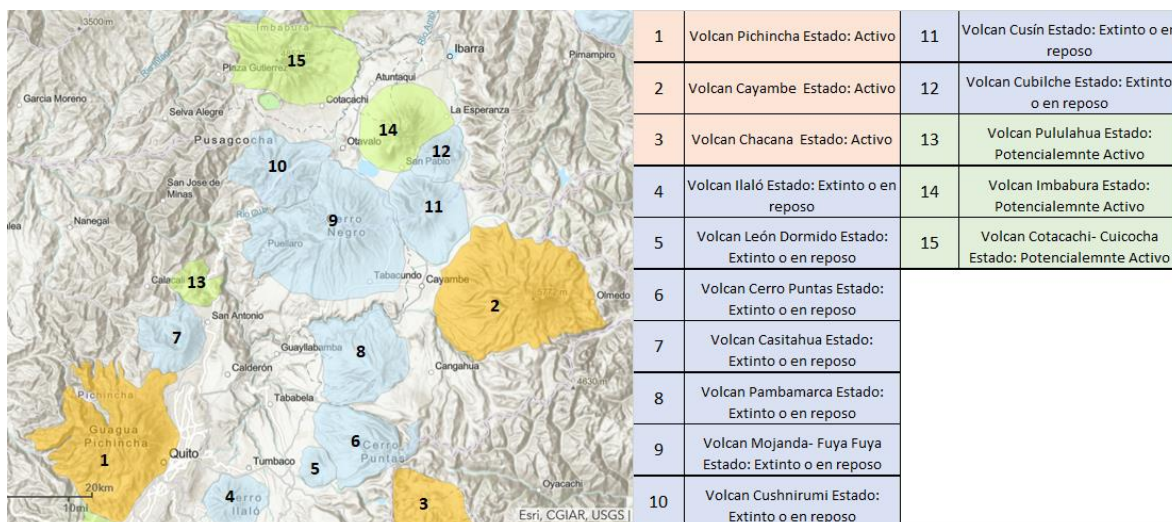 3500 m
Imbabura
15
Plaza Gutierrez
Ibarra
Pimampiro
Garcia Moreno
Atuntaqui
Cotacachi
Selva Alegre
La Esperanza
14
Otavalo
Pusagcocha
12
San Pablo
10
San Jose de
Minas
11
9
Cerro
Negro
Nanegal
Puellaro
Tabacundo
Cayambe
5772 m
Olmedo
13
2
San Antonio
7
Guayllabamba
8
Cangahua
Calderón
4630 m
Tababela
Pichincha
Guagua
Pichincha
1
Quito
6
Cerro
Puntas
5
Tumbaco
Oyacachi
20km
10mi
4
Cerro
Ilaló
3
Esri, CGIAR, USGS |
1 Volcan Pichincha Estado: Activo
2 Volcan Cayambe Estado: Activo
3 Volcan Chacana Estado: Activo
4 Volcan Ilaló Estado: Extinto o en
reposo
5 Volcan León Dormido Estado:
Extinto o en reposo
6 Volcan Cerro Puntas Estado:
Extinto o en reposo
7 Volcan Casitahua Estado:
Extinto o en reposo
8 Volcan Pambamarca Estado:
Extinto o en reposo
9 Volcan Mojanda- Fuya Fuya
Estado: Extinto o en reposo
10 Volcan Cushnirumi Estado:
Extinto o en reposo
11 Volcan Cusín Estado: Extinto o en
reposo
12 Volcan Cubilche Estado: Extinto
o en reposo
13 Volcan Pululahua Estado:
Potencialemnte Activo
14 Volcan Imbabura Estado:
Potencialemnte Activo
15 Volcan Cotacachi- Cuicocha
Estado: Potencialemnte Activo